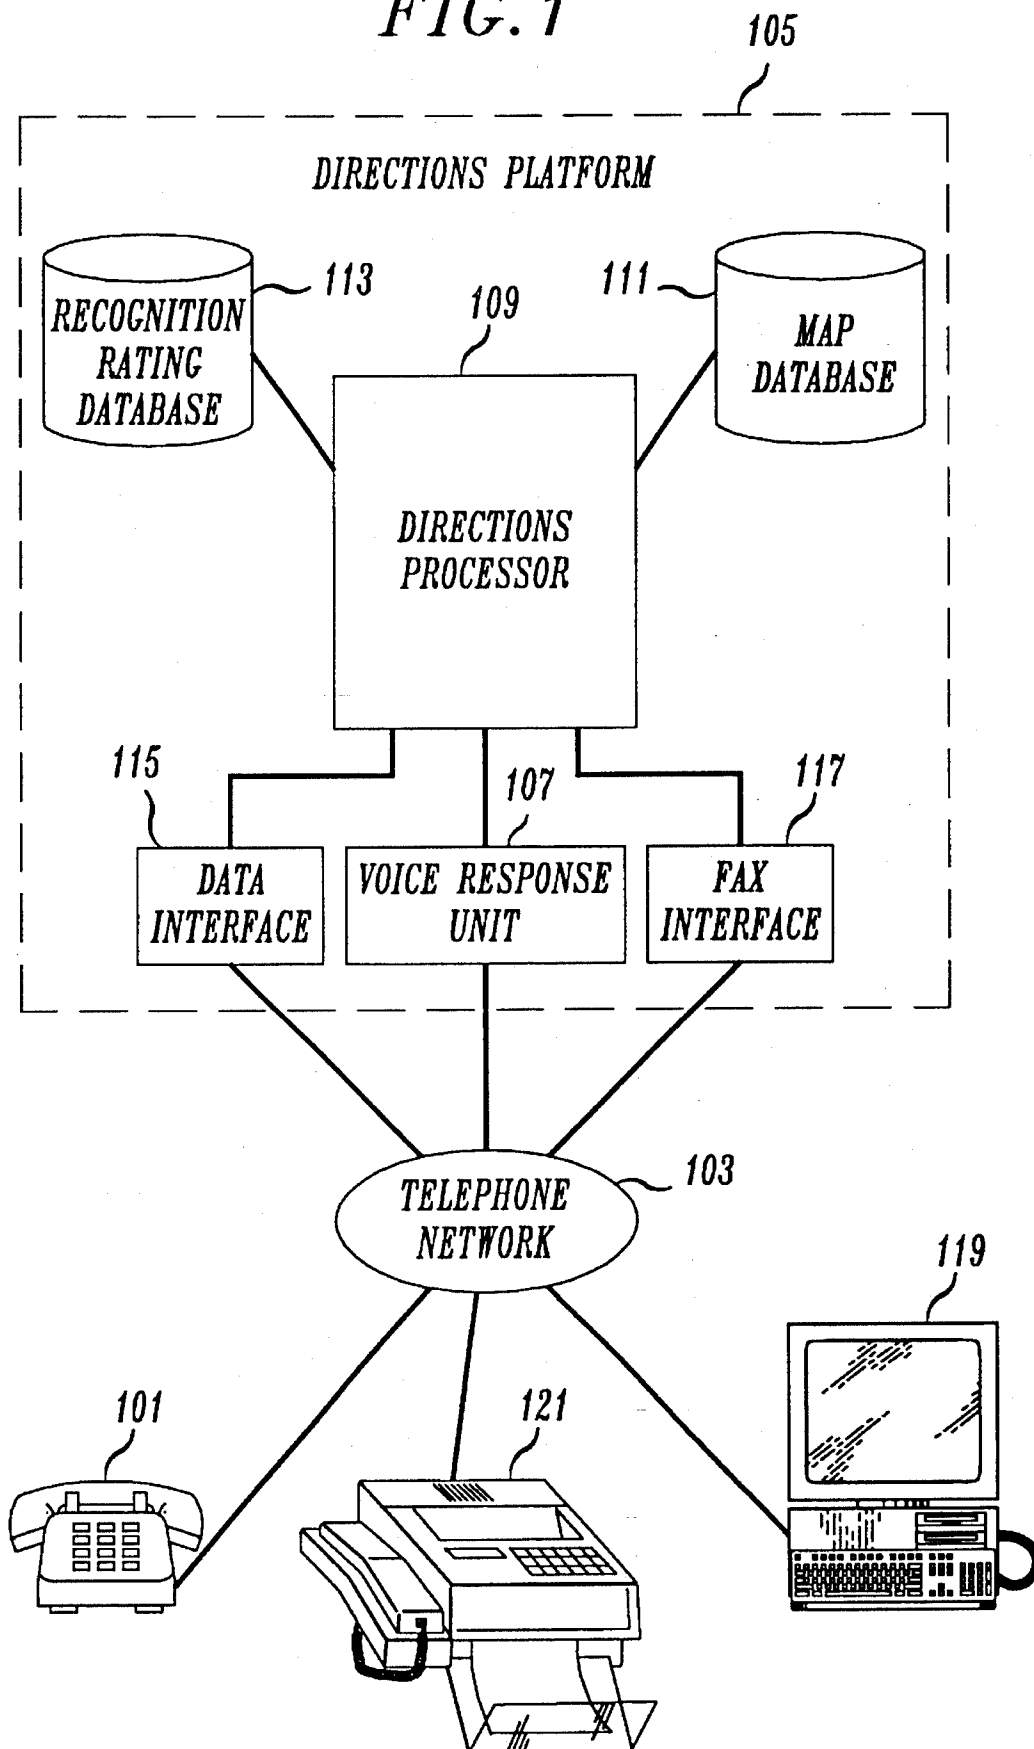 FIG. 1
105
DIRECTIONS PLATFORM
113
111
109
RECOGNITION
RATING
DATABASE
MAP
DATABASE
DIRECTIONS
PROCESSOR
115
107
117
DATA
INTERFACE
VOICE RESPONSE
UNIT
FAX
INTERFACE
103
TELEPHONE
NETWORK
119
101
121